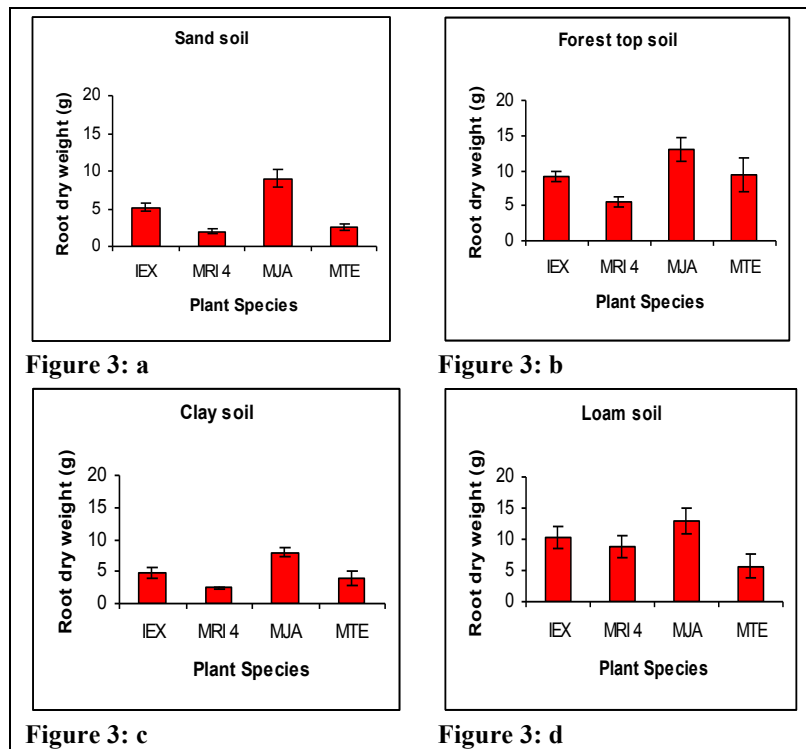 Sand soil
Root dry weight (g)
20
15
10
5
0
IEX MRI 4 MJA MTE
Plant Species
Figure 3: a
Forest top soil
Root dry weight (g)
20
15
10
5
0
IEX MRI 4 MJA MTE
Plant Species
Figure 3: b
Clay soil
Root dry weight (g)
20
15
10
5
0
IEX MRI 4 MJA MTE
Plant Species
Figure 3: c
Loam soil
Root dry weight (g)
20
15
10
5
0
IEX MRI 4 MJA MTE
Plant Species
Figure 3: d